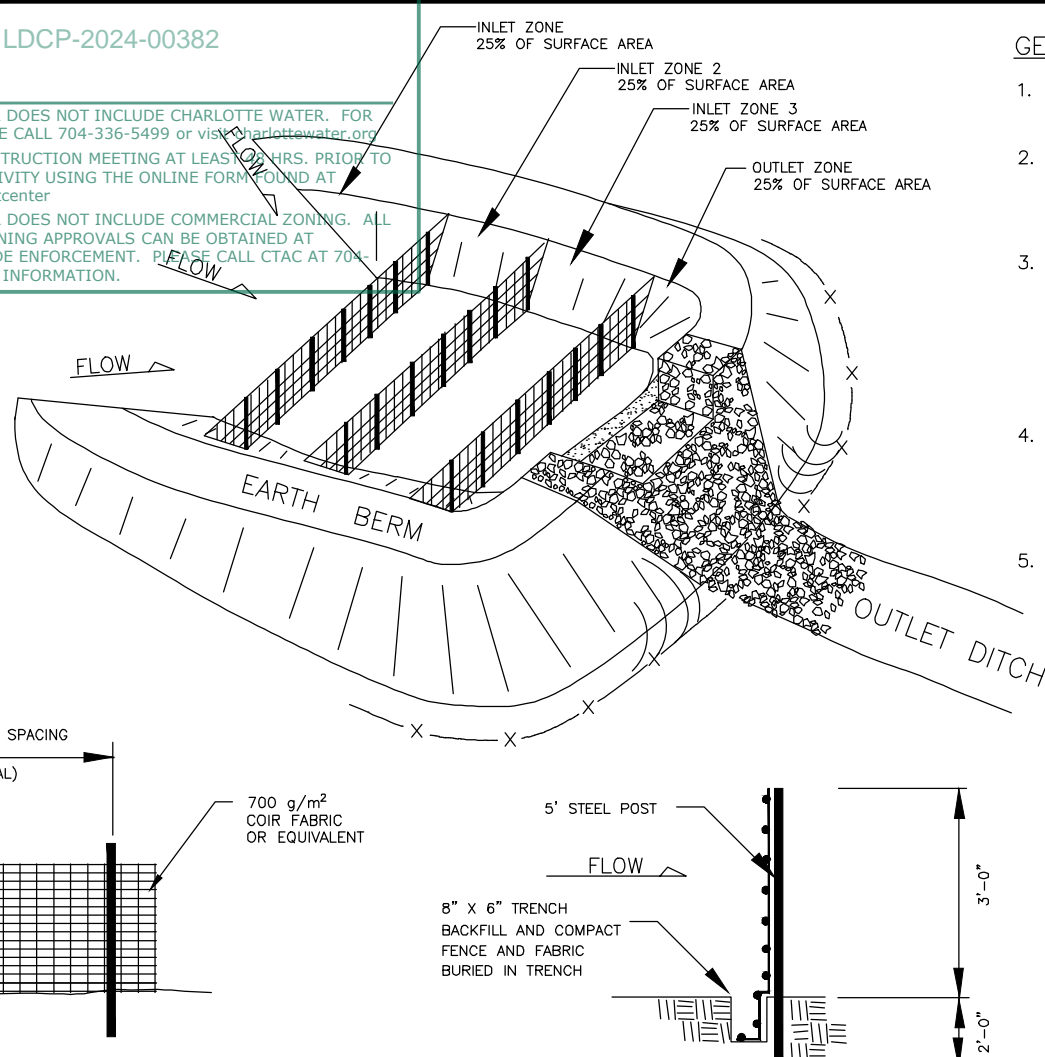 LDCP-2024-00382
DOES NOT INCLUDE CHARLOTTE WATER. FOR
E CALL 704-336-5499 or visit charlottewater.org
STRUCTION MEETING AT LEAST 48 HRS. PRIOR TO
IVITY USING THE ONLINE FORM FOUND AT
tcenter
DOES NOT INCLUDE COMMERCIAL ZONING. ALL
NING APPROVALS CAN BE OBTAINED AT
DE ENFORCEMENT. PLEASE CALL CTAC AT 704-
INFORMATION.
INLET ZONE
25% OF SURFACE AREA
INLET ZONE 2
25% OF SURFACE AREA
INLET ZONE 3
25% OF SURFACE AREA
OUTLET ZONE
25% OF SURFACE AREA
GE
1.
2.
3.
4.
5.
FLOW
FLOW
FLOW
EARTH BERM
OUTLET DITCH
X
X
X
X
X
X
X
X
SPACING
AL)
700 g/m²
COIR FABRIC
OR EQUIVALENT
5' STEEL POST
FLOW
8" X 6" TRENCH
BACKFILL AND COMPACT
FENCE AND FABRIC
BURIED IN TRENCH
3'-0"
2'-0"